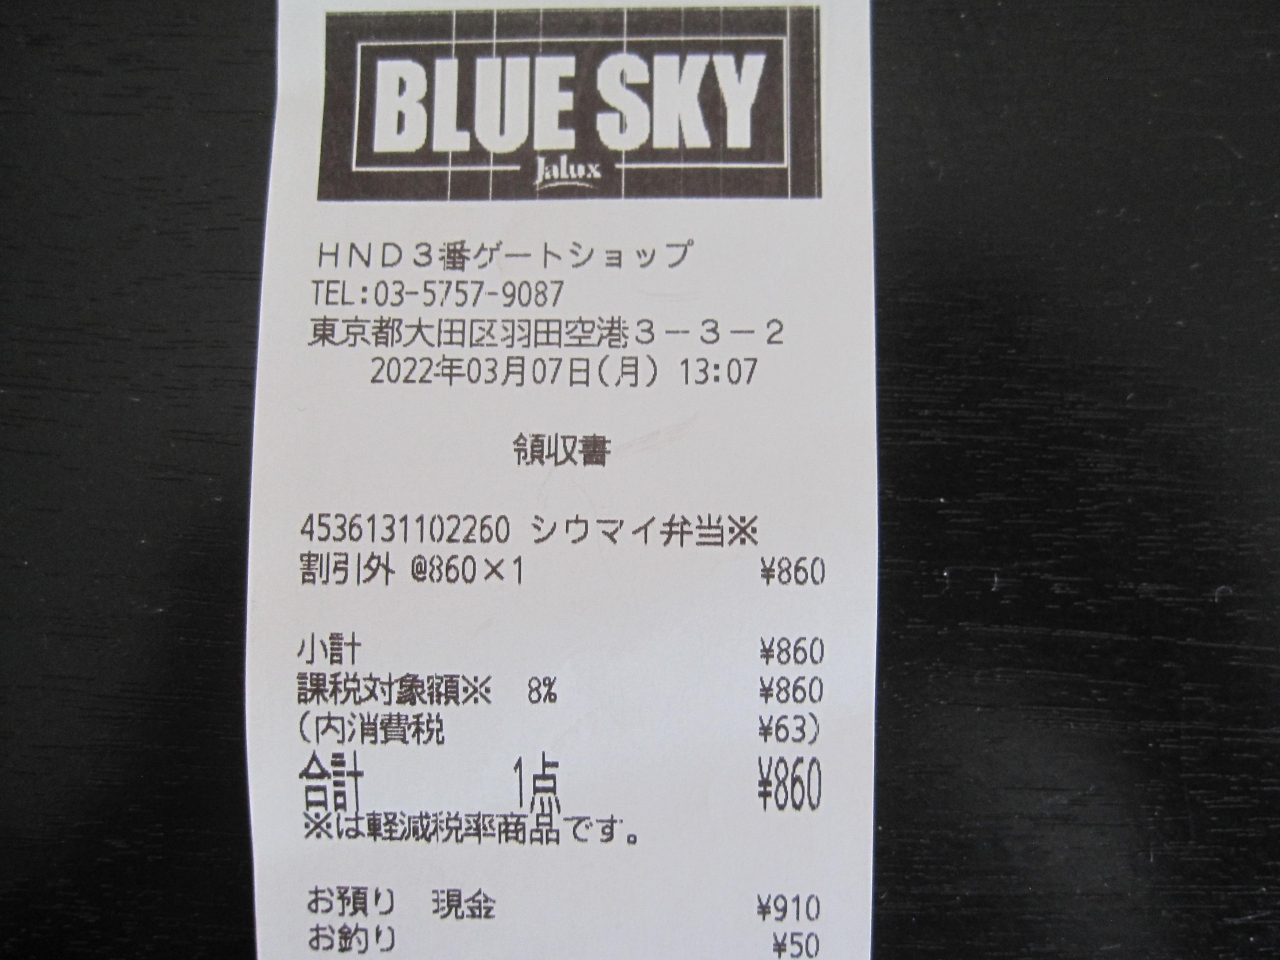 BLUE SKY
Jalux
ＨＮＤ３番ゲートショップ
TEL:03-5757-9087
東京都大田区羽田空港３－３－２
2022年03月07日(月) 13:07
領収書
4536131102260 シウマイ弁当※
割引外 @860×1 ¥860
小計 ¥860
課税対象額※ 8% ¥860
(内消費税 ¥63)
合計 1点 ¥860
※は軽減税率商品です。
お預り 現金 ¥910
お釣り ¥50